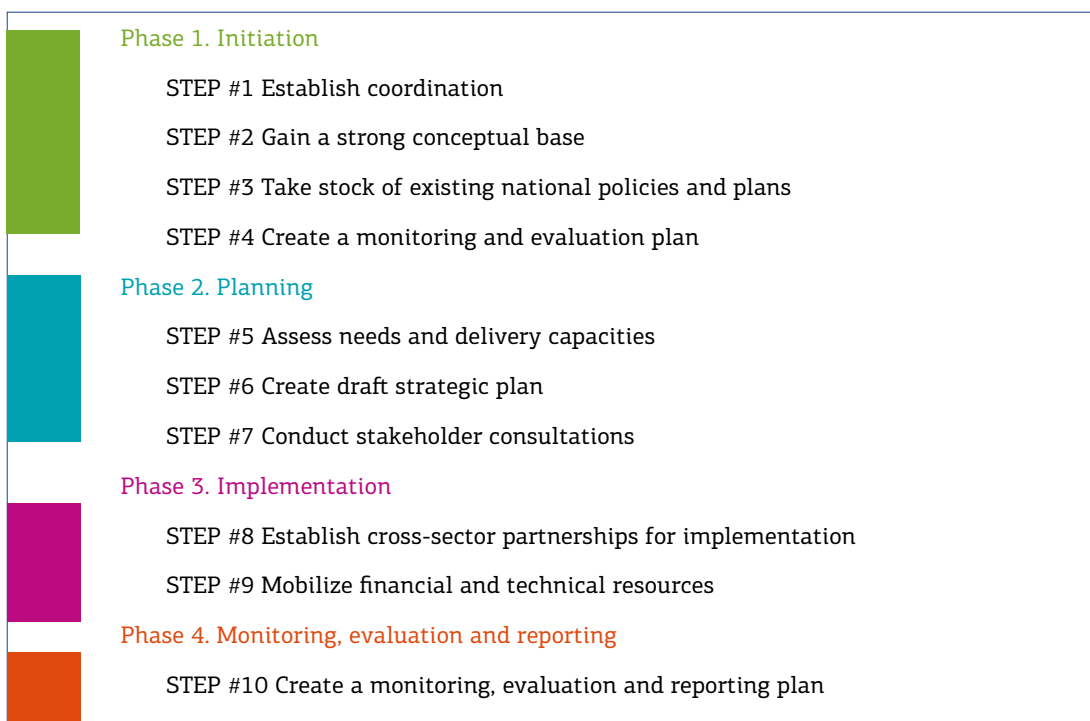 Phase 1. Initiation
STEP #1 Establish coordination
STEP #2 Gain a strong conceptual base
STEP #3 Take stock of existing national policies and plans
STEP #4 Create a monitoring and evaluation plan
Phase 2. Planning
STEP #5 Assess needs and delivery capacities
STEP #6 Create draft strategic plan
STEP #7 Conduct stakeholder consultations
Phase 3. Implementation
STEP #8 Establish cross-sector partnerships for implementation
STEP #9 Mobilize financial and technical resources
Phase 4. Monitoring, evaluation and reporting
STEP #10 Create a monitoring, evaluation and reporting plan